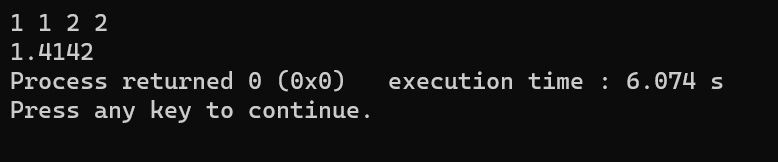 1 1 2 2
1.4142
Process returned 0 (0x0)   execution time : 6.074 s
Press any key to continue.